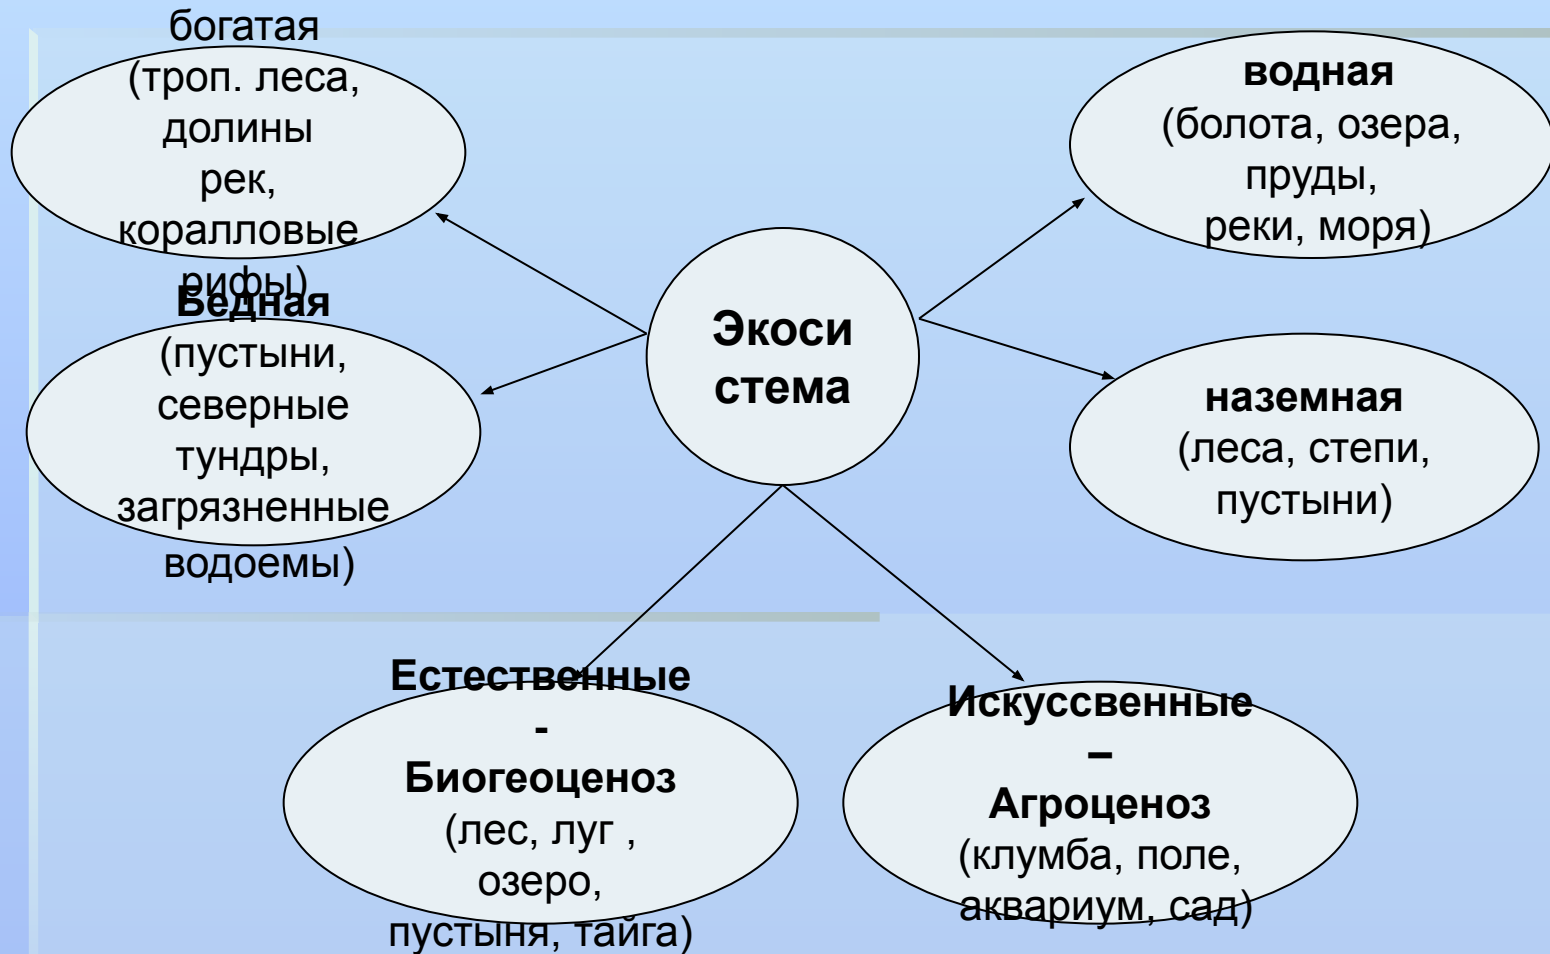 богатая
(троп. леса,
долины
рек,
коралловые
рифы)
Бедная
(пустыни,
северные
тундры,
загрязненные
водоемы)
Экоси
стема
водная
(болота, озера,
пруды,
реки, моря)
наземная
(леса, степи,
пустыни)
Естественные
-
Биогеоценоз
(лес, луг ,
озеро,
пустыня, тайга)
Искуссвенные
–
Агроценоз
(клумба, поле,
аквариум, сад)